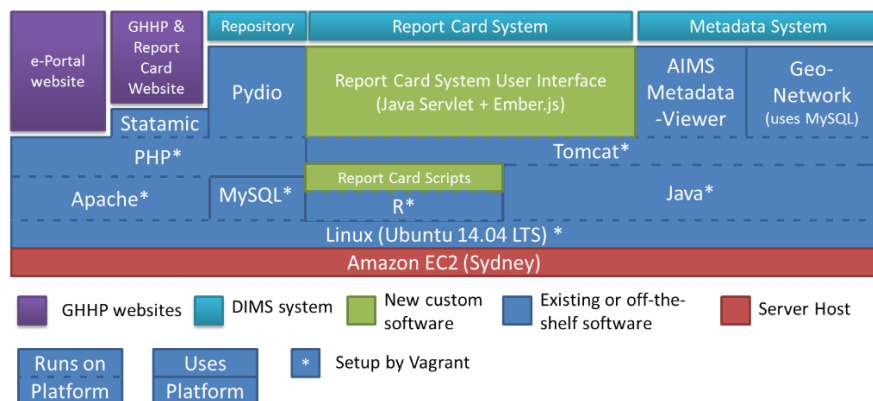 e-Portal
website
GHHP &
Report
Card
Website
Repository
Report Card System
Metadata System
Pydio
Report Card System User Interface
(Java Servlet + Ember.js)
AIMS
Metadata
-Viewer
Geo-
Network
(uses MySQL)
Statamic
PHP*
Tomcat*
Apache*
MySQL*
Report Card Scripts
R*
Java*
Linux (Ubuntu 14.04 LTS) *
Amazon EC2 (Sydney)
GHHP websites
DIMS system
New custom
software
Existing or off-the-
shelf software
Server Host
Runs on
Platform
Uses
Platform
*
Setup by Vagrant